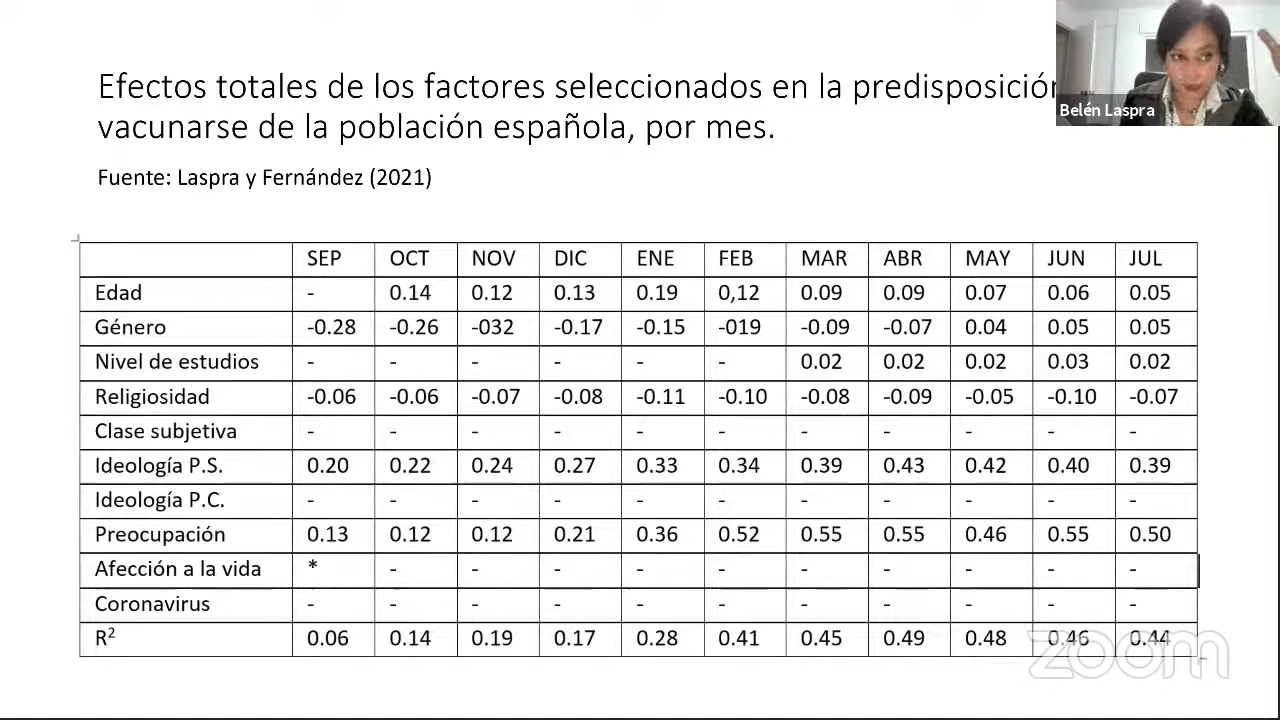 Efectos totales de los factores seleccionados en la predisposición
vacunarse de la población española, por mes.
Fuente: Laspra y Fernández (2021)
Belén Laspra
SEP OCT NOV DIC ENE FEB MAR ABR MAY JUN JUL
Edad - 0.14 0.12 0.13 0.19 0,12 0.09 0.09 0.07 0.06 0.05
Género -0.28 -0.26 -032 -0.17 -0.15 -019 -0.09 -0.07 0.04 0.05 0.05
Nivel de estudios - - - - - - 0.02 0.02 0.02 0.03 0.02
Religiosidad -0.06 -0.06 -0.07 -0.08 -0.11 -0.10 -0.08 -0.09 -0.05 -0.10 -0.07
Clase subjetiva - - - - - - - - - - -
Ideología P.S. 0.20 0.22 0.24 0.27 0.33 0.34 0.39 0.43 0.42 0.40 0.39
Ideología P.C. - - - - - - - - - - -
Preocupación 0.13 0.12 0.12 0.21 0.36 0.52 0.55 0.55 0.46 0.55 0.50
Afección a la vida * - - - - - - - - - -
Coronavirus - - - - - - - - - - -
R² 0.06 0.14 0.19 0.17 0.28 0.41 0.45 0.49 0.48 0.46 0.44
zoom